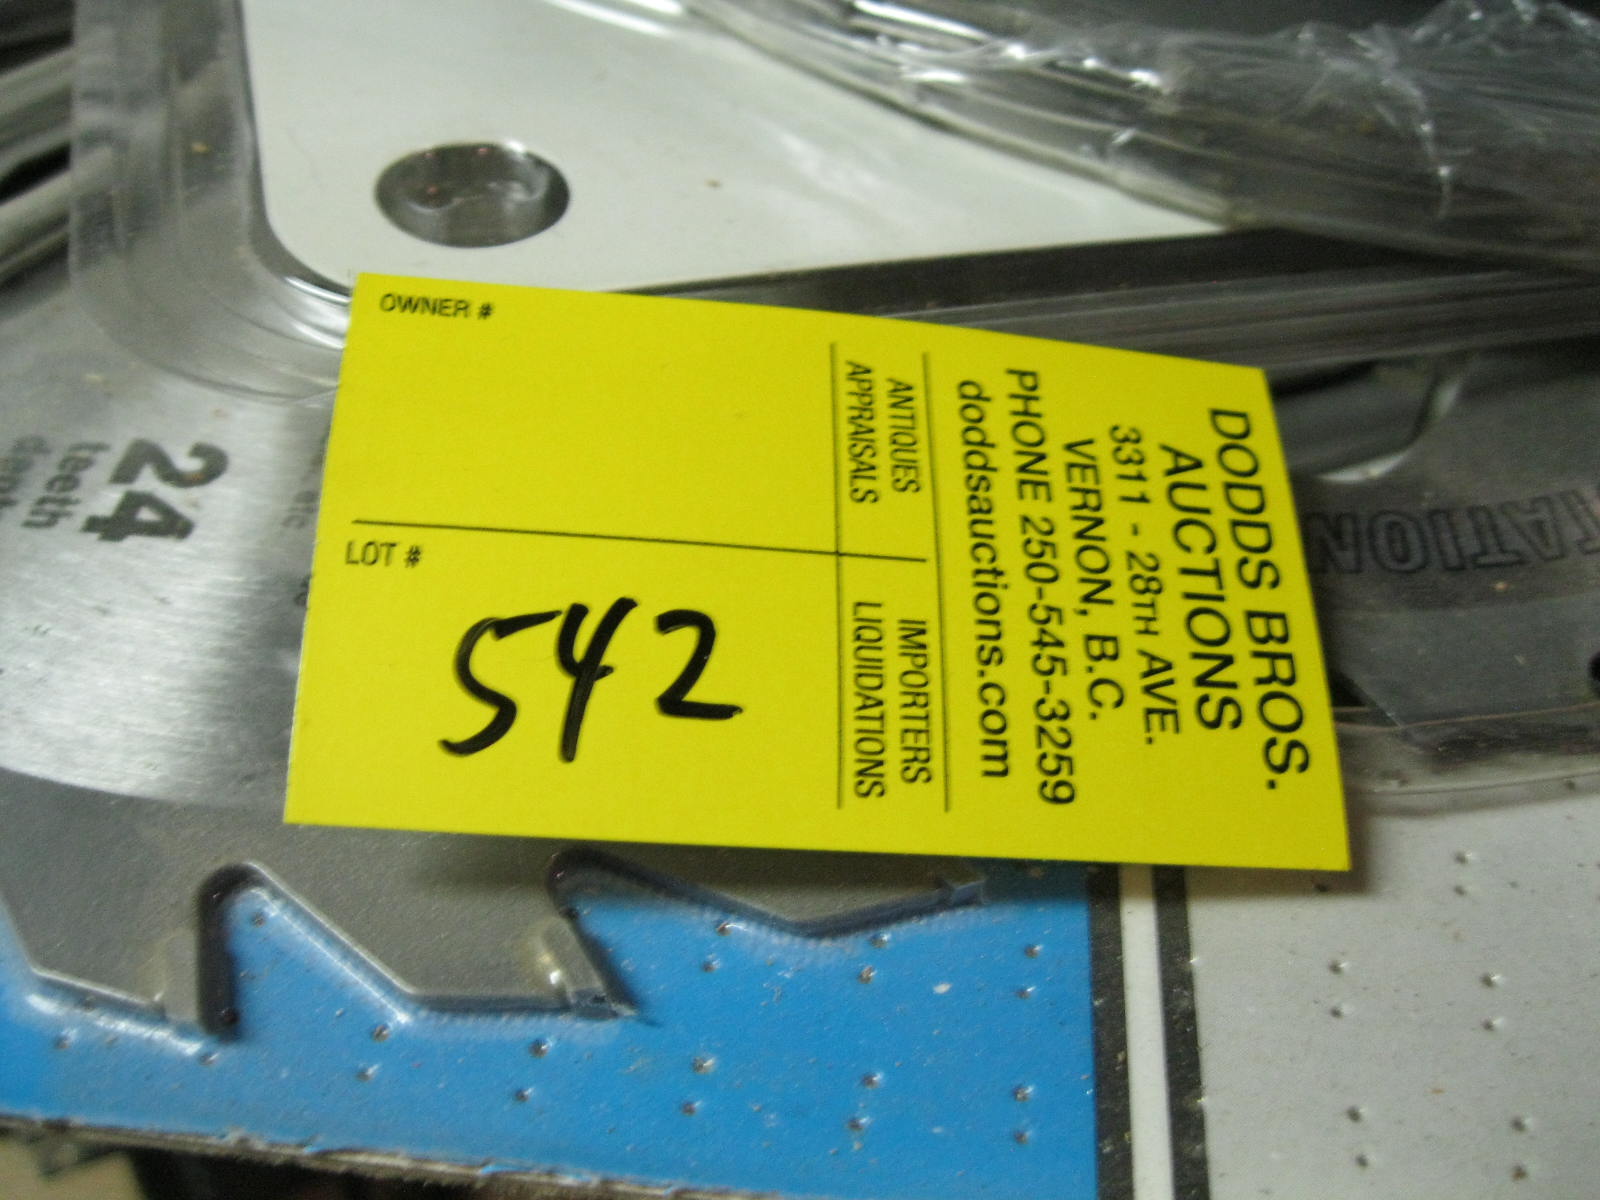 OWNER #
LOT #
542
DODDS BROS.
AUCTIONS
3311 - 28TH AVE.
VERNON, B.C.
PHONE 250-545-3259
doddsauctions.com
ANTIQUES
APPRAISALS
IMPORTERS
LIQUIDATIONS
24
teeth